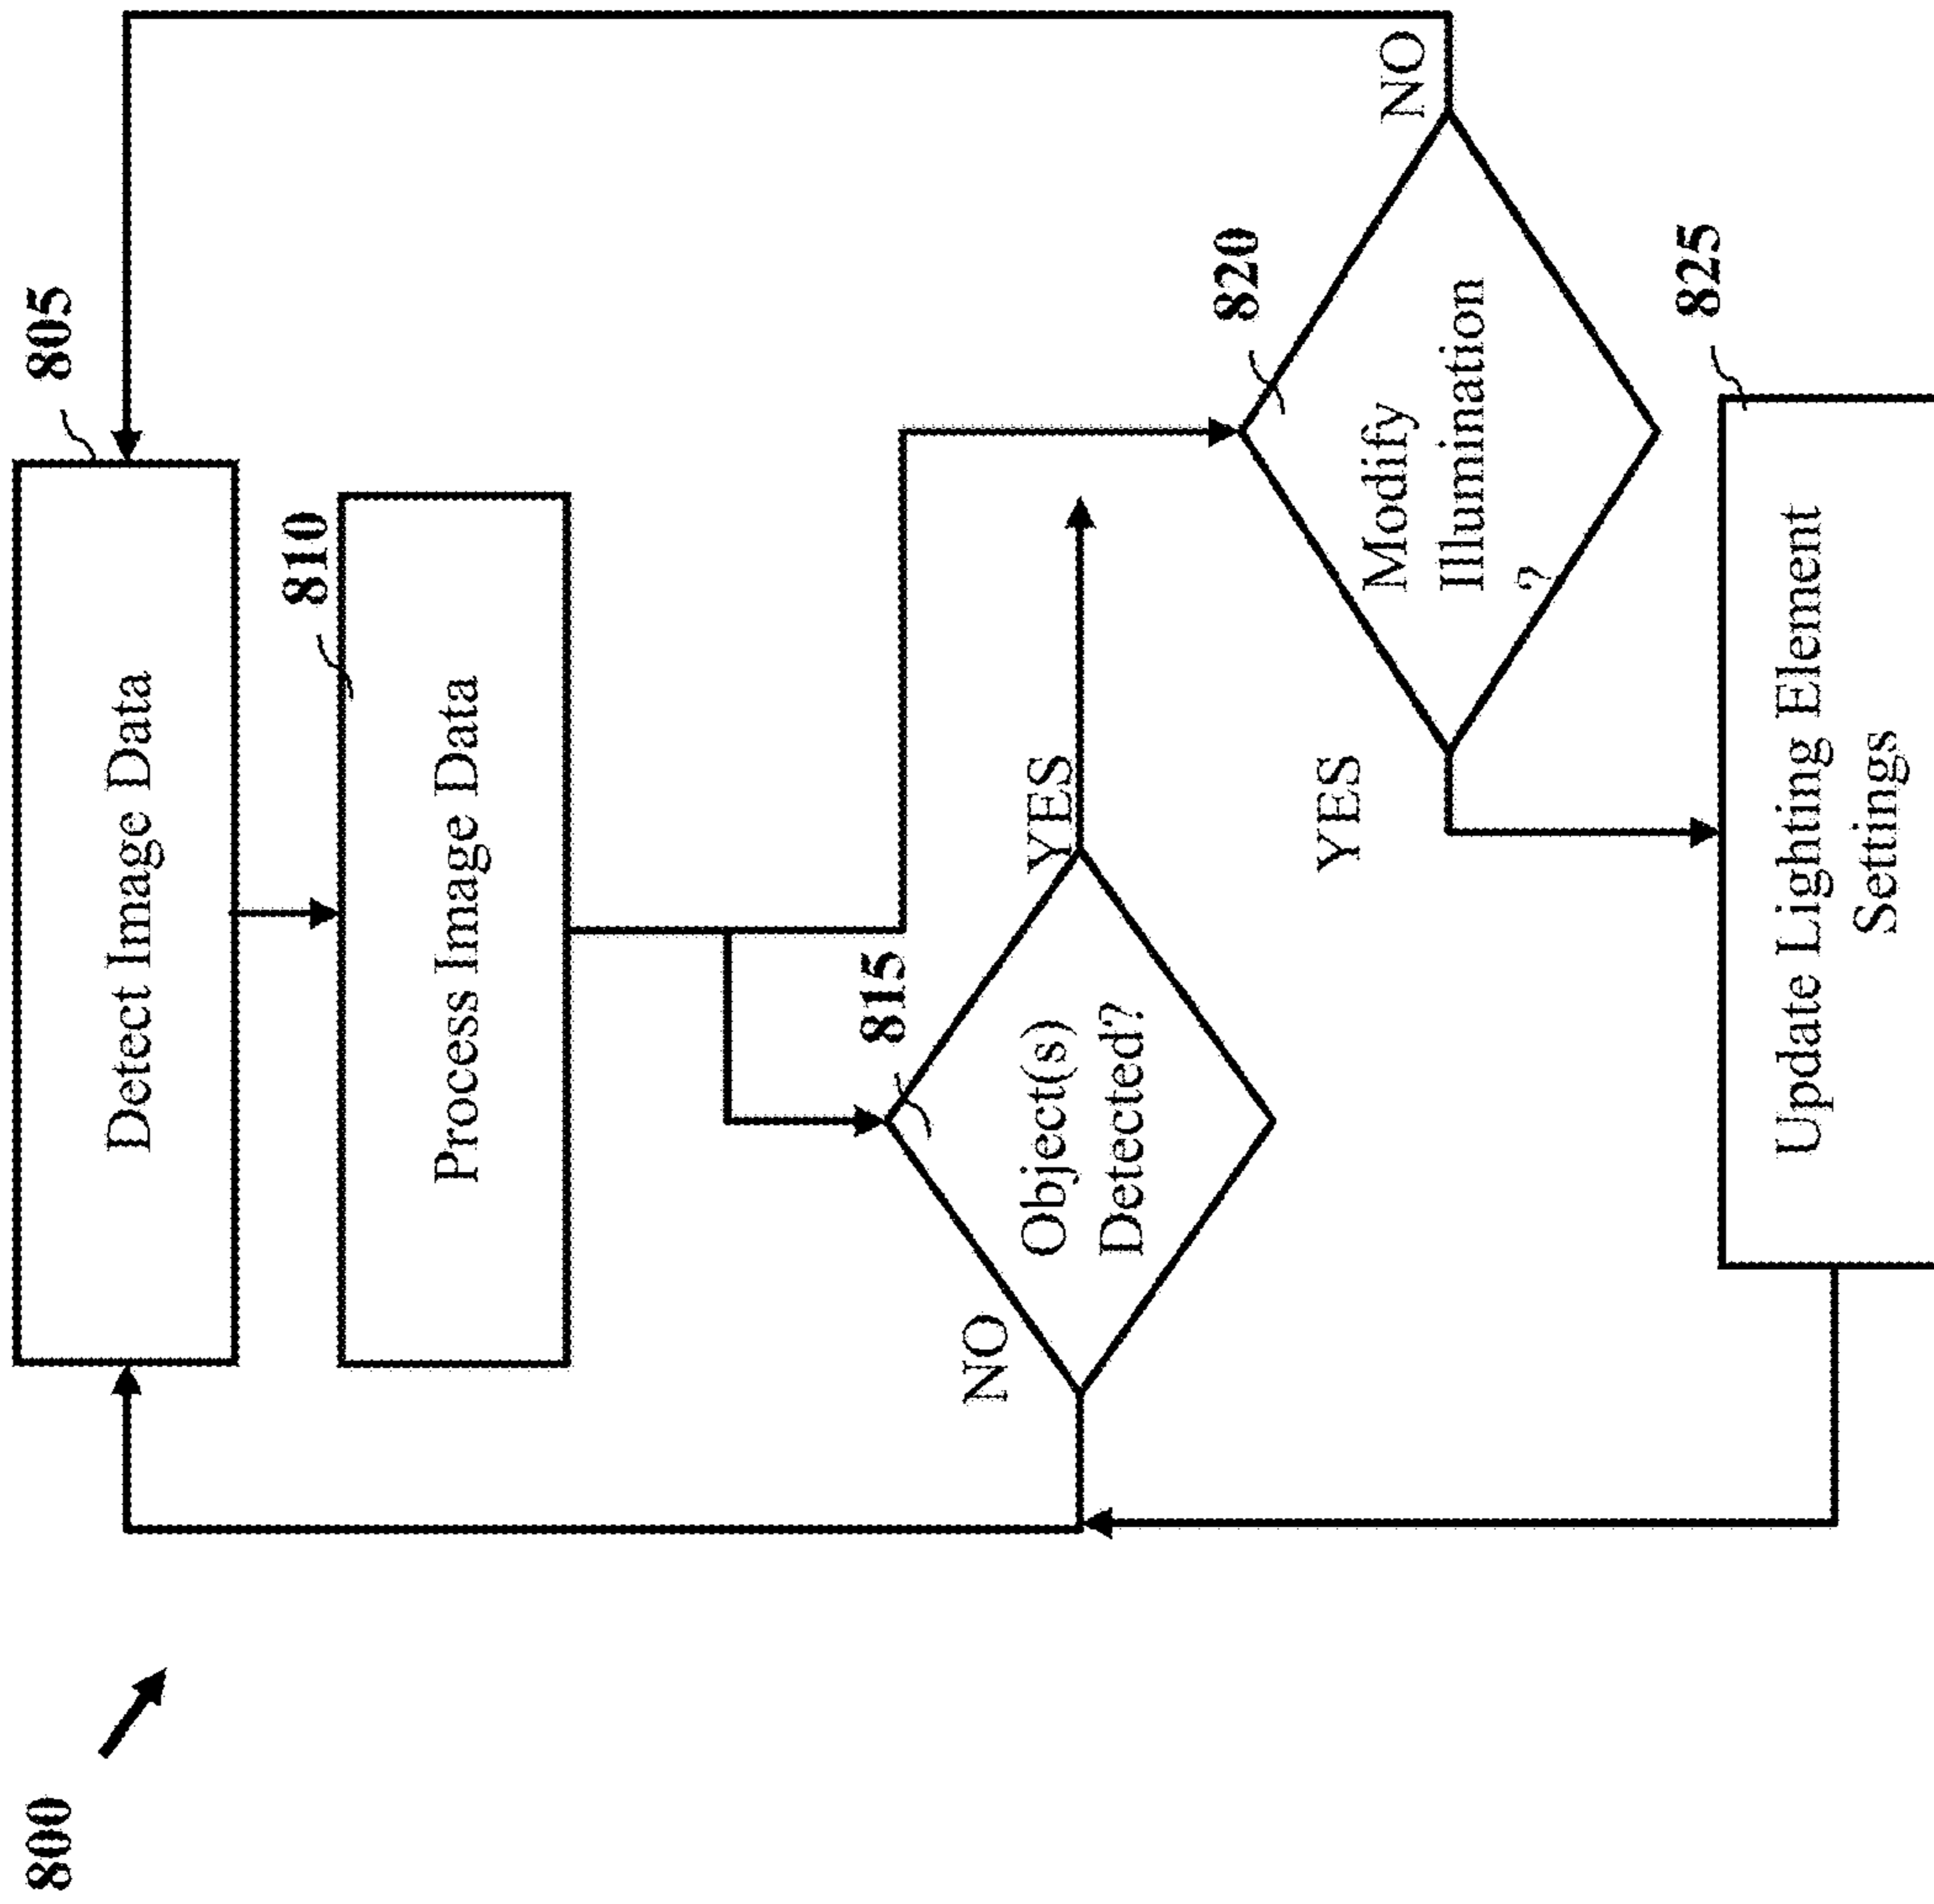 800
805
Detect Image Data
810
Process Image Data
815
Object(s)
Detected?
NO
YES
820
Modify
Illumination
?
NO
YES
825
Update Lighting Element
Settings